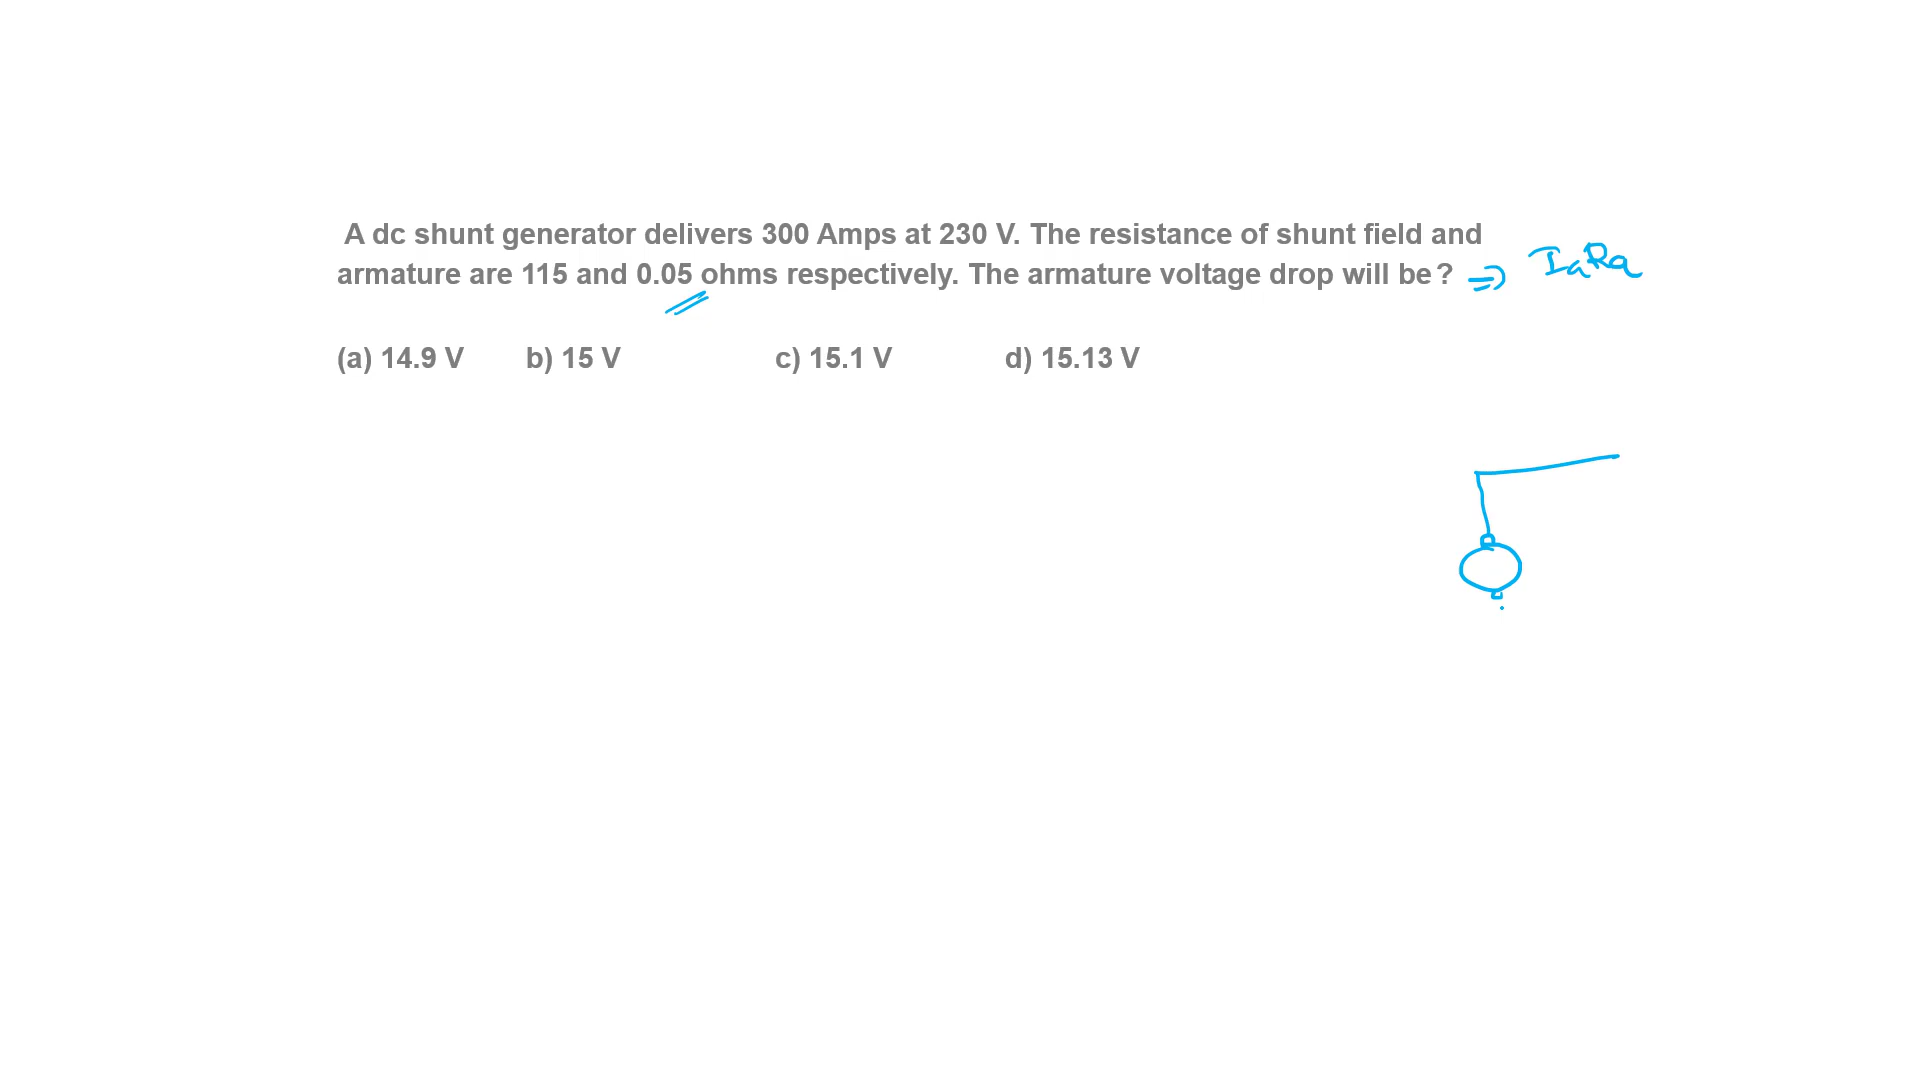 A dc shunt generator delivers 300 Amps at 230 V. The resistance of shunt field and
armature are 115 and 0.05 ohms respectively. The armature voltage drop will be ? ⇒ IaRa
(a) 14.9 V b) 15 V c) 15.1 V d) 15.13 V